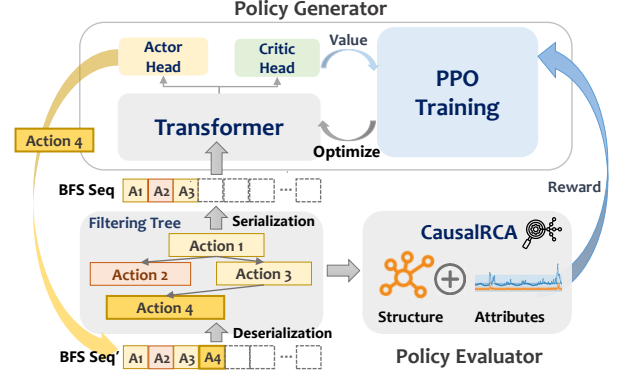 Policy Generator
Actor
Head
Critic
Head
Value
PPO
Training
Transformer
Action 4
Optimize
BFS Seq
A1
A2
A3
...
Reward
Serialization
Filtering Tree
Action 1
Action 2
Action 3
Action 4
CausalRCA
Structure
Attributes
Deserialization
BFS Seq'
A1
A2
A3
A4
...
Policy Evaluator